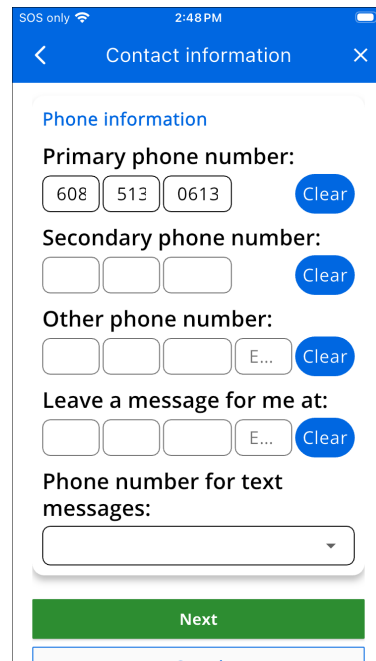 SOS only 2:48 PM
Contact information
Phone information
Primary phone number:
608 513 0613 Clear
Secondary phone number:
Clear
Other phone number:
E... Clear
Leave a message for me at:
E... Clear
Phone number for text
messages:
Next